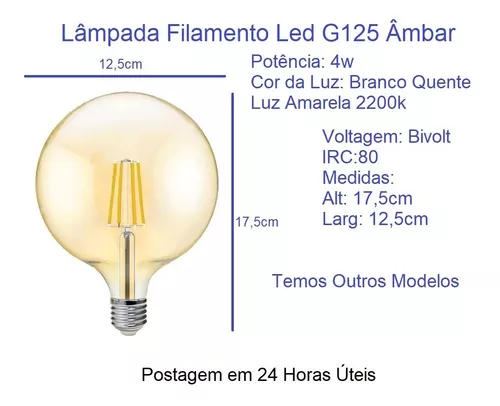 Lâmpada Filamento Led G125 Âmbar
12,5cm
Potência: 4w
Cor da Luz: Branco Quente
Luz Amarela 2200k
Voltagem: Bivolt
IRC:80
Medidas:
Alt: 17,5cm
Larg: 12,5cm
17,5cm
Temos Outros Modelos
Postagem em 24 Horas Úteis